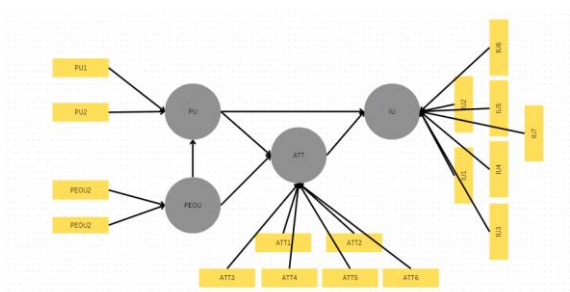 PU1
PU2
PEOU2
PEOU2
PU
PEOU
ATT
IU
ATT1
ATT2
ATT3
ATT4
ATT5
ATT6
IU6
IU2
IU5
IU7
IU1
IU4
IU3